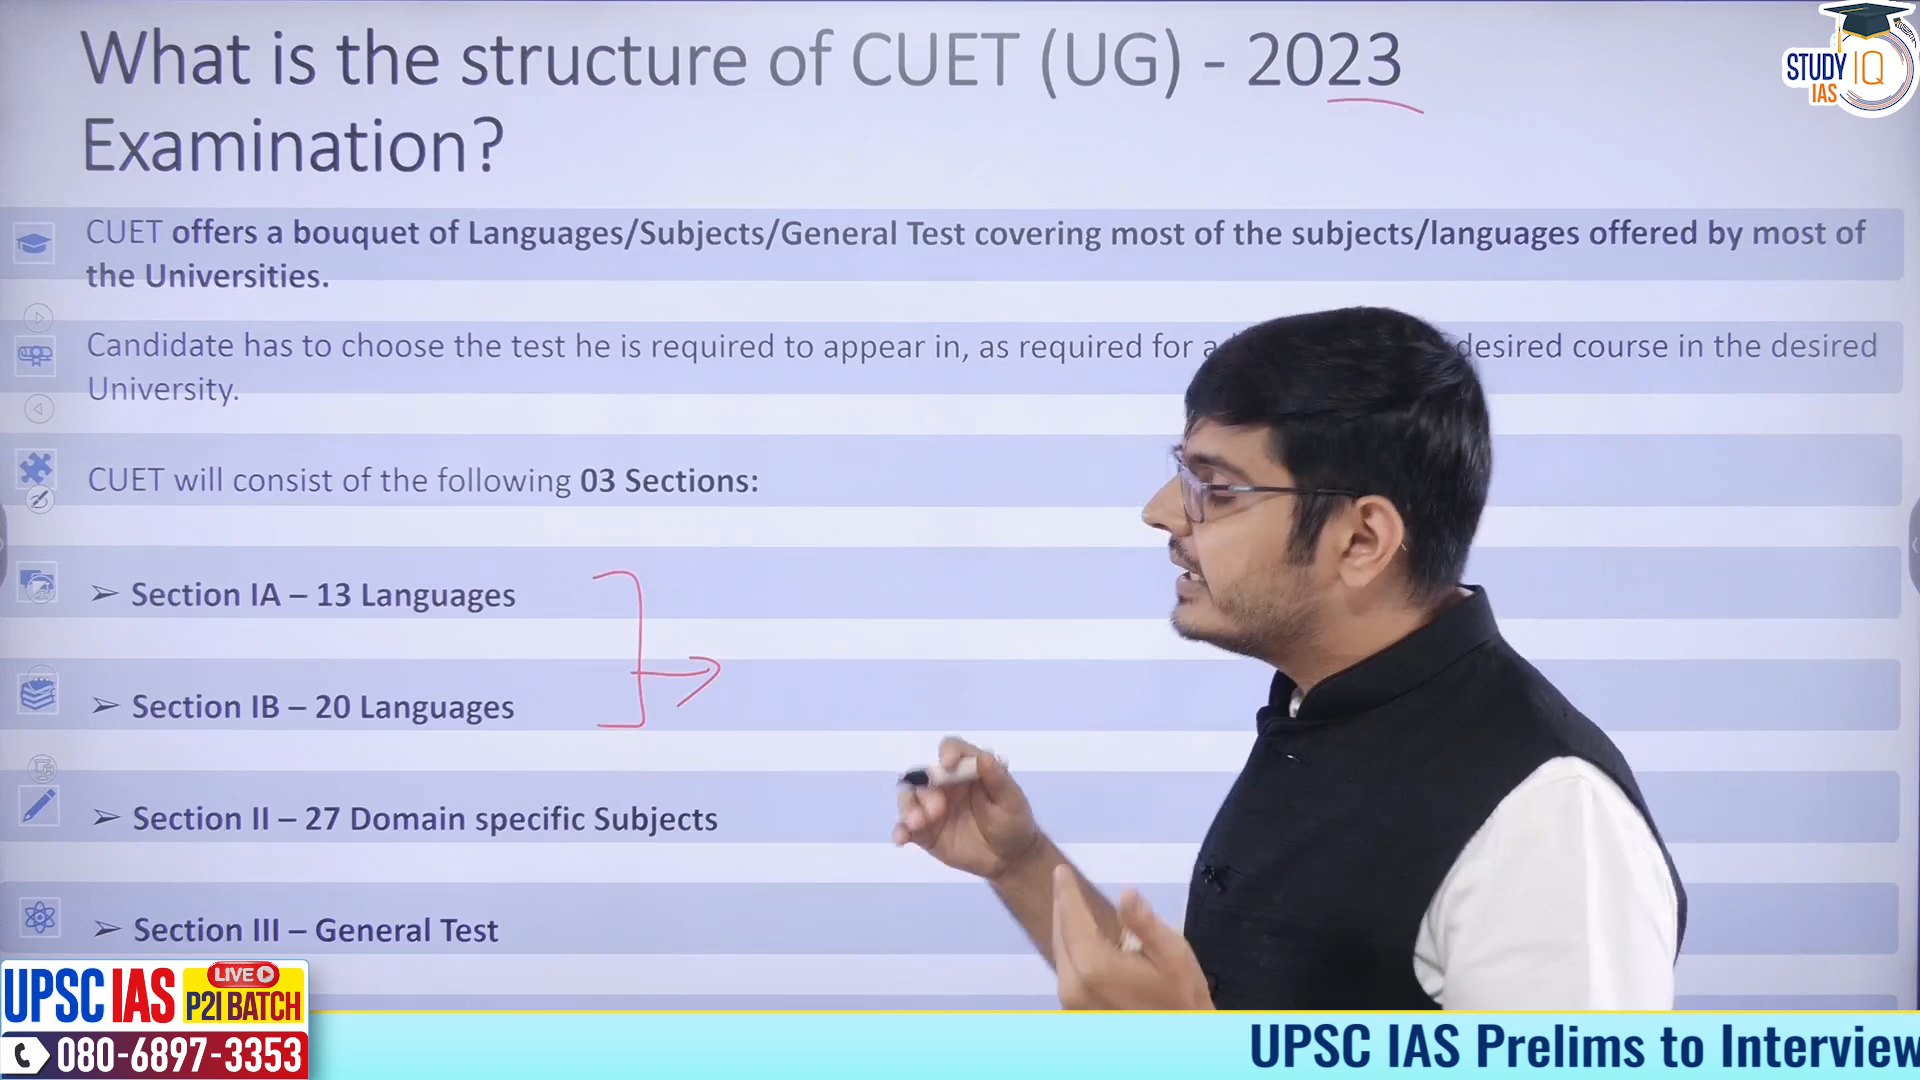 What is the structure of CUET (UG) - 2023
Examination?
STUDY IQ
IAS
CUET offers a bouquet of Languages/Subjects/General Test covering most of the subjects/languages offered by most of
the Universities.
Candidate has to choose the test he is required to appear in, as required for
desired course in the desired
University.
CUET will consist of the following 03 Sections:
➢ Section IA – 13 Languages
➢ Section IB – 20 Languages
➢ Section II – 27 Domain specific Subjects
➢ Section III – General Test
UPSC IAS
LIVE
P2I BATCH
080-6897-3353
UPSC IAS Prelims to Interview